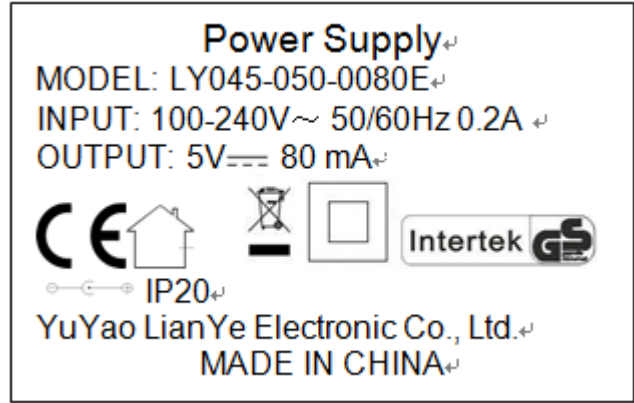 Power Supply
MODEL: LY045-050-0080E
INPUT: 100-240V～ 50/60Hz 0.2A
OUTPUT: 5V⎓ 80 mA
CE Intertek GS
IP20
YuYao LianYe Electronic Co., Ltd.
MADE IN CHINA